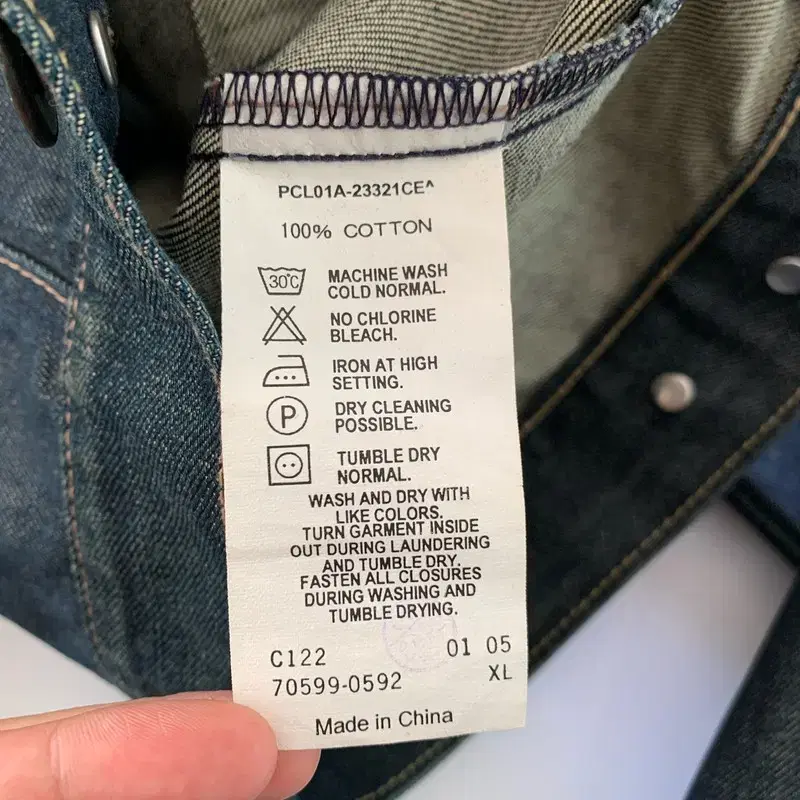 PCL01A-23321CE^
100% COTTON
30°C MACHINE WASH
COLD NORMAL.
NO CHLORINE
BLEACH.
IRON AT HIGH
SETTING.
P DRY CLEANING
POSSIBLE.
TUMBLE DRY
NORMAL.
WASH AND DRY WITH
LIKE COLORS.
TURN GARMENT INSIDE
OUT DURING LAUNDERING
AND TUMBLE DRY.
FASTEN ALL CLOSURES
DURING WASHING AND
TUMBLE DRYING.
C122 01 05
70599-0592 XL
Made in China